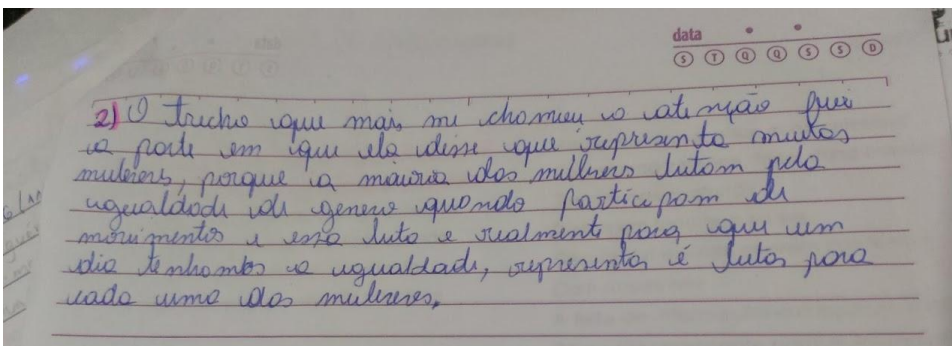 data
S T Q Q S S D
2) O trecho que mais me chamou a atenção foi
a parte em que ela disse que representa muitas
mulheres, porque a maioria das mulheres lutam pela
igualdade de genero quando participam de
movimentos e essa luta e realmente para que um
dia tenhamos a igualdade, representar é lutar para
cada uma das mulheres.